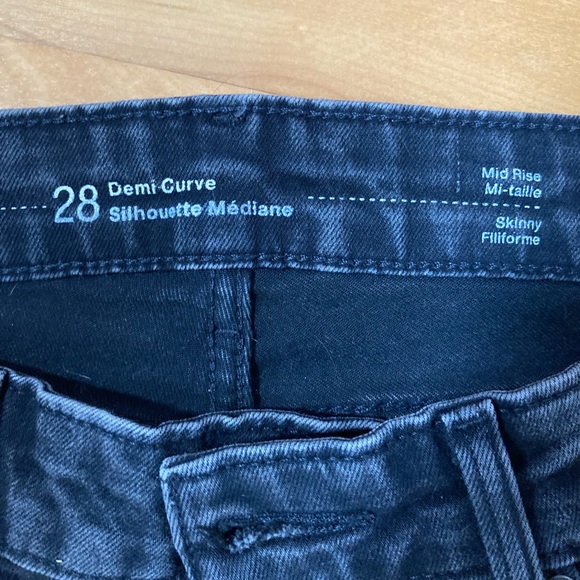 28 Demi-Curve
Silhouette Médiane
Mid Rise
Mi-taille
Skinny
Filiforme